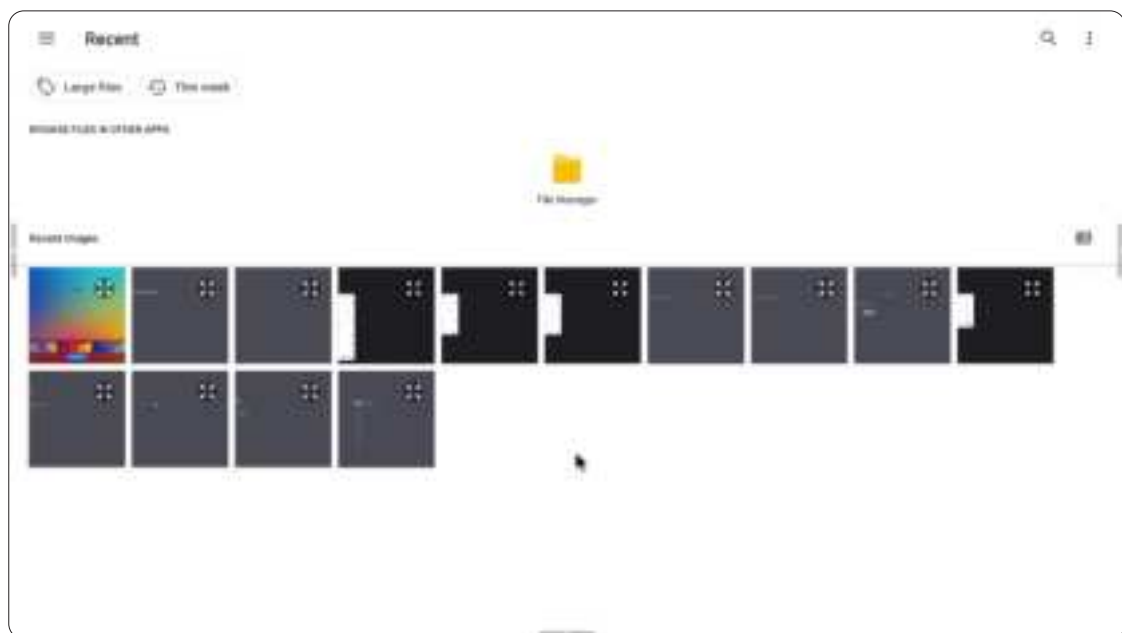 Recent
Large files
This week
BROWSE FILES IN OTHER APPS
File Manager
Recent images